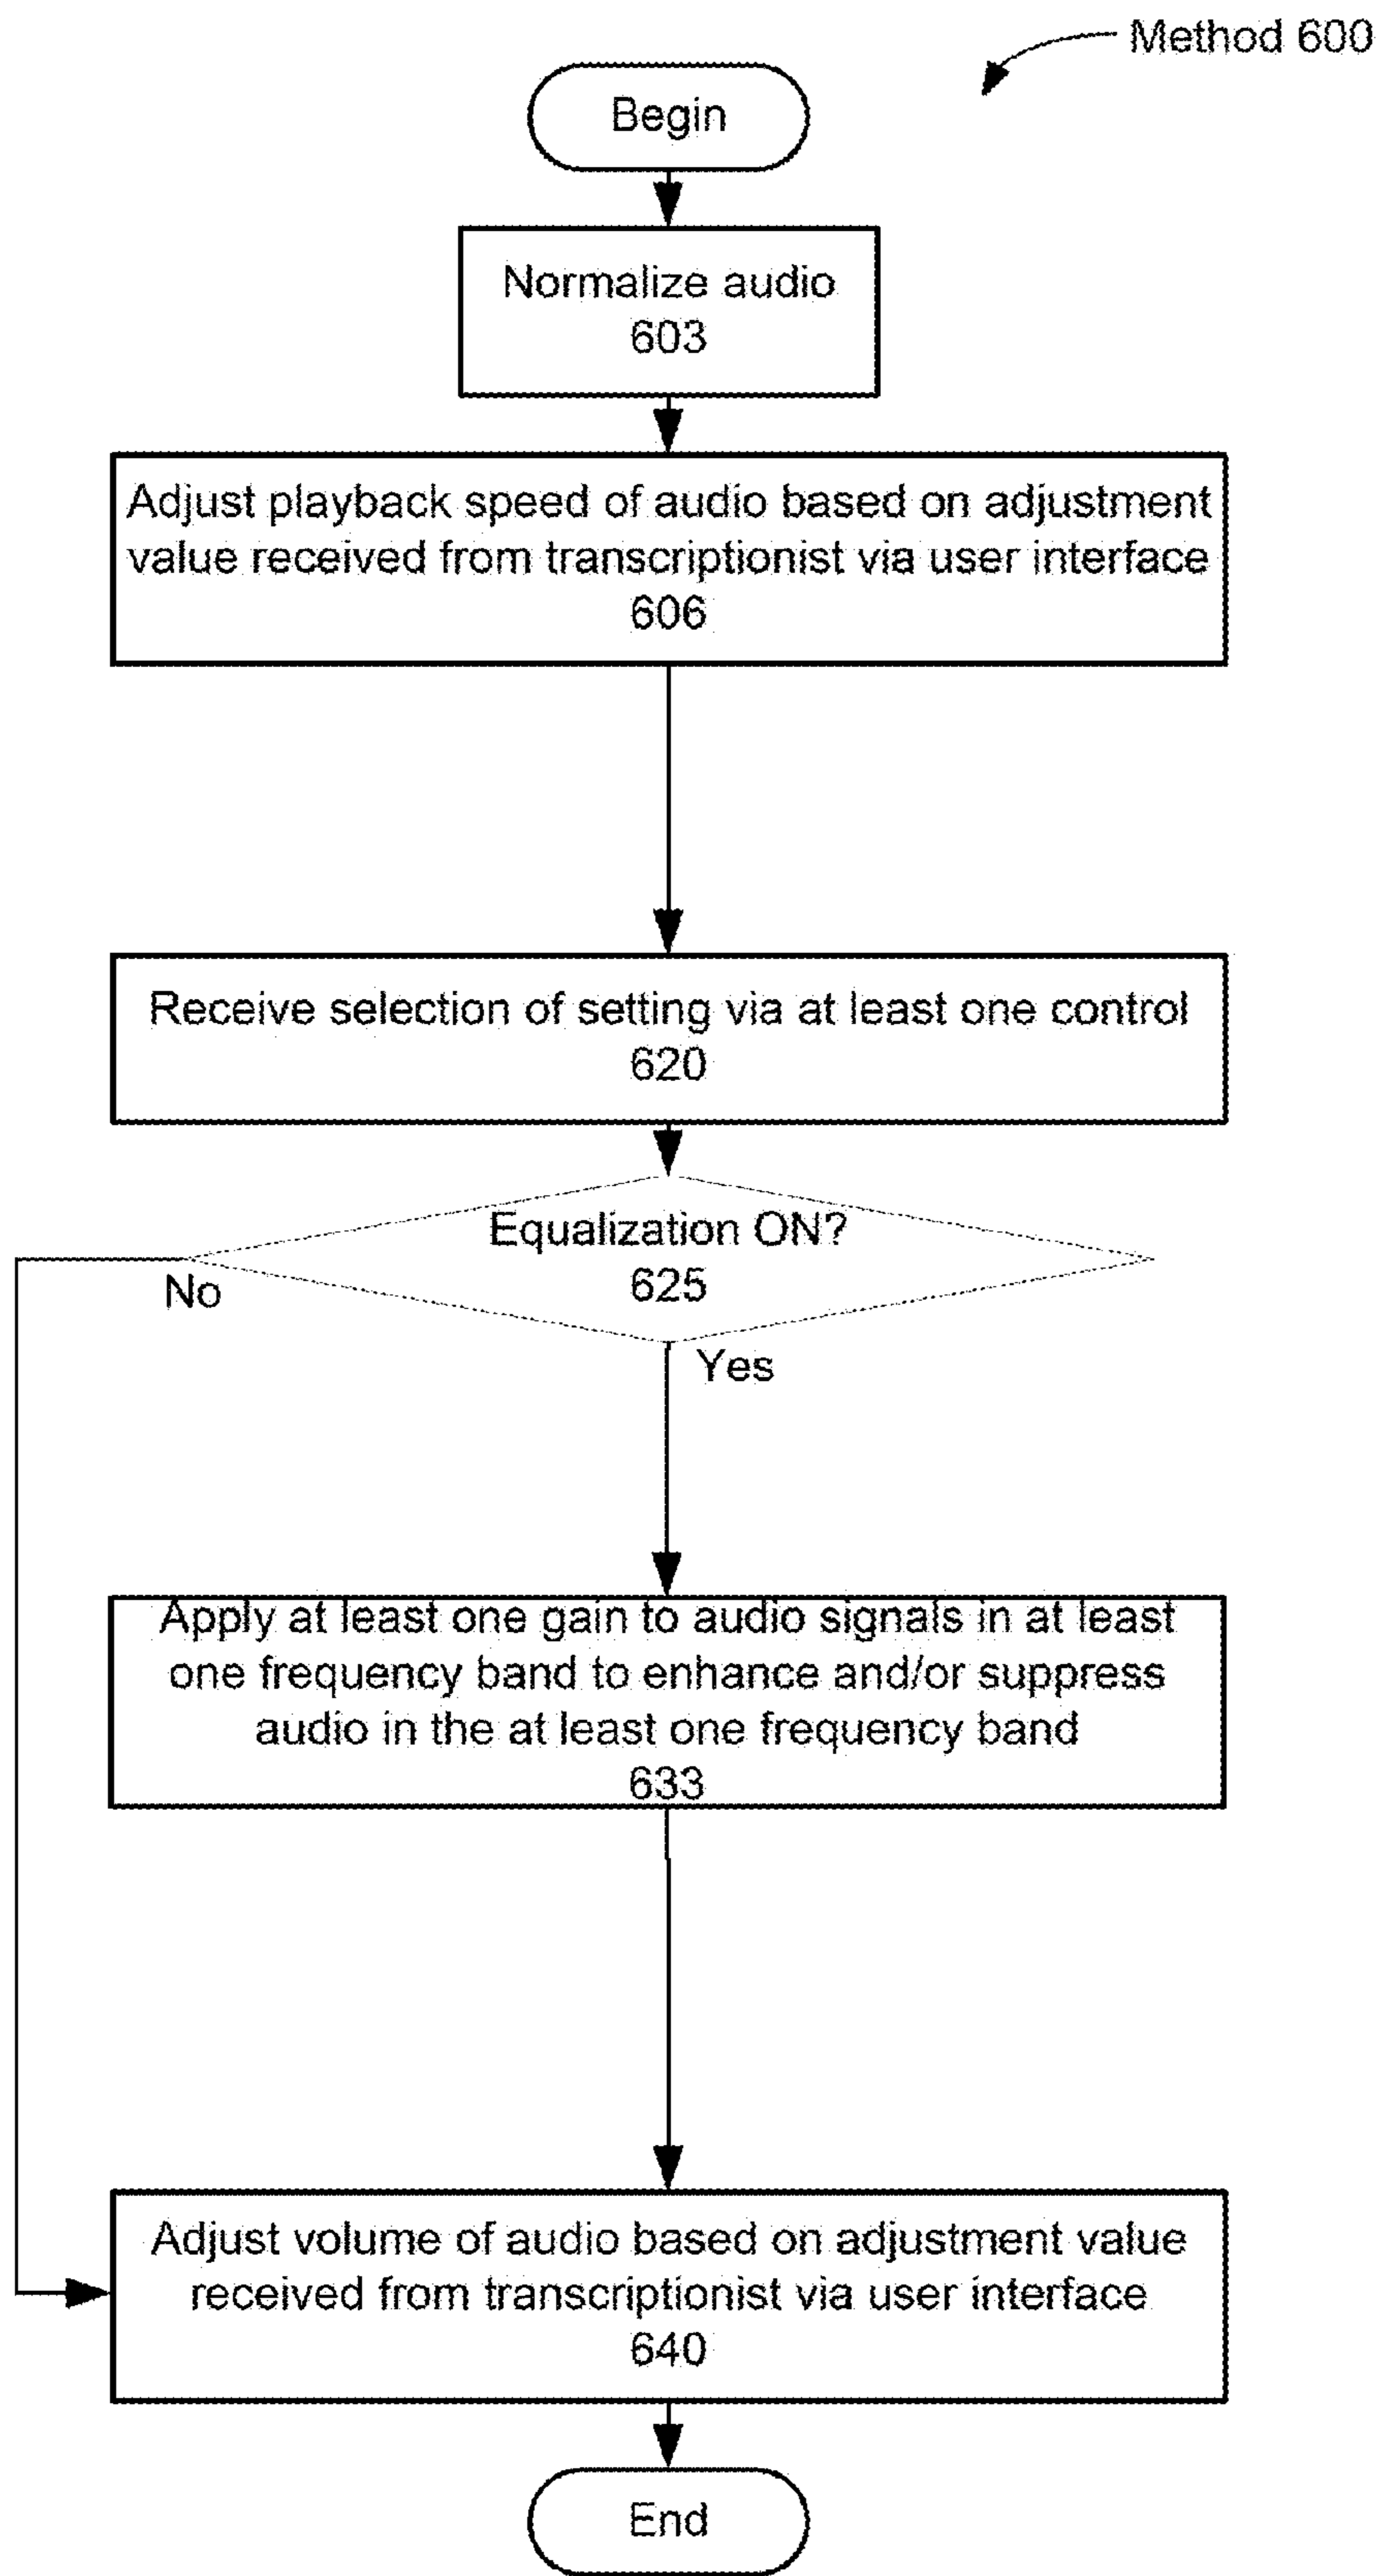 Method 600
Begin
Normalize audio
603
Adjust playback speed of audio based on adjustment
value received from transcriptionist via user interface
606
Receive selection of setting via at least one control
620
Equalization ON?
625
No
Yes
Apply at least one gain to audio signals in at least
one frequency band to enhance and/or suppress
audio in the at least one frequency band
633
Adjust volume of audio based on adjustment value
received from transcriptionist via user interface
640
End